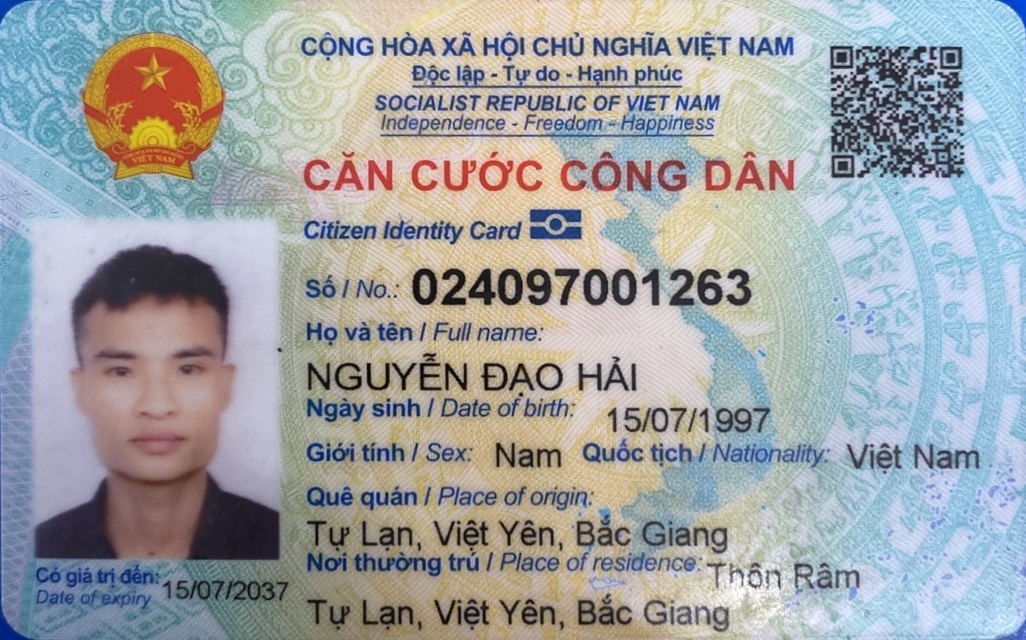 CỘNG HÒA XÃ HỘI CHỦ NGHĨA VIỆT NAM
Độc lập - Tự do - Hạnh phúc
SOCIALIST REPUBLIC OF VIET NAM
Independence - Freedom - Happiness
VIỆT NAM
CĂN CƯỚC CÔNG DÂN
Citizen Identity Card
Số / No.: 024097001263
Họ và tên / Full name:
NGUYỄN ĐẠO HẢI
Ngày sinh / Date of birth: 15/07/1997
Giới tính / Sex: Nam Quốc tịch / Nationality: Việt Nam
Quê quán / Place of origin:
Tự Lạn, Việt Yên, Bắc Giang
Nơi thường trú / Place of residence: Thôn Râm
Tự Lạn, Việt Yên, Bắc Giang
Có giá trị đến: 15/07/2037
Date of expiry